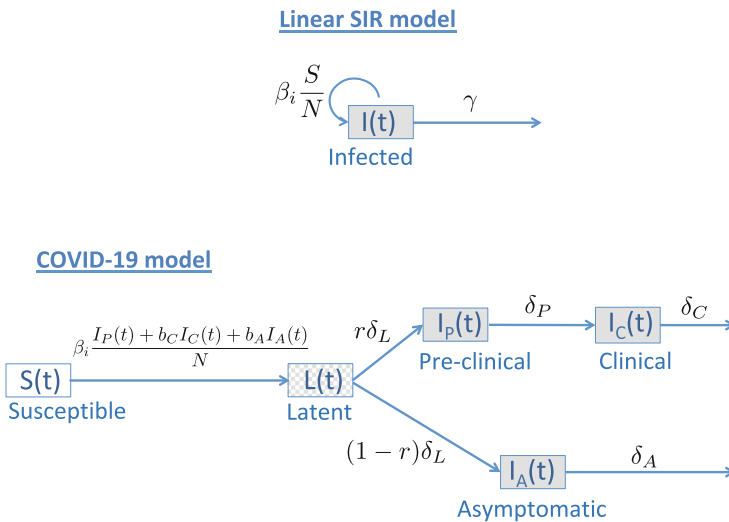 Linear SIR model
β_i S/N
I(t)
γ
Infected
COVID-19 model
β_i (I_P(t) + b_C I_C(t) + b_A I_A(t))/N
rδ_L
I_P(t)
δ_P
I_C(t)
δ_C
Pre-clinical
Clinical
S(t)
L(t)
Susceptible
Latent
(1 − r)δ_L
I_A(t)
δ_A
Asymptomatic